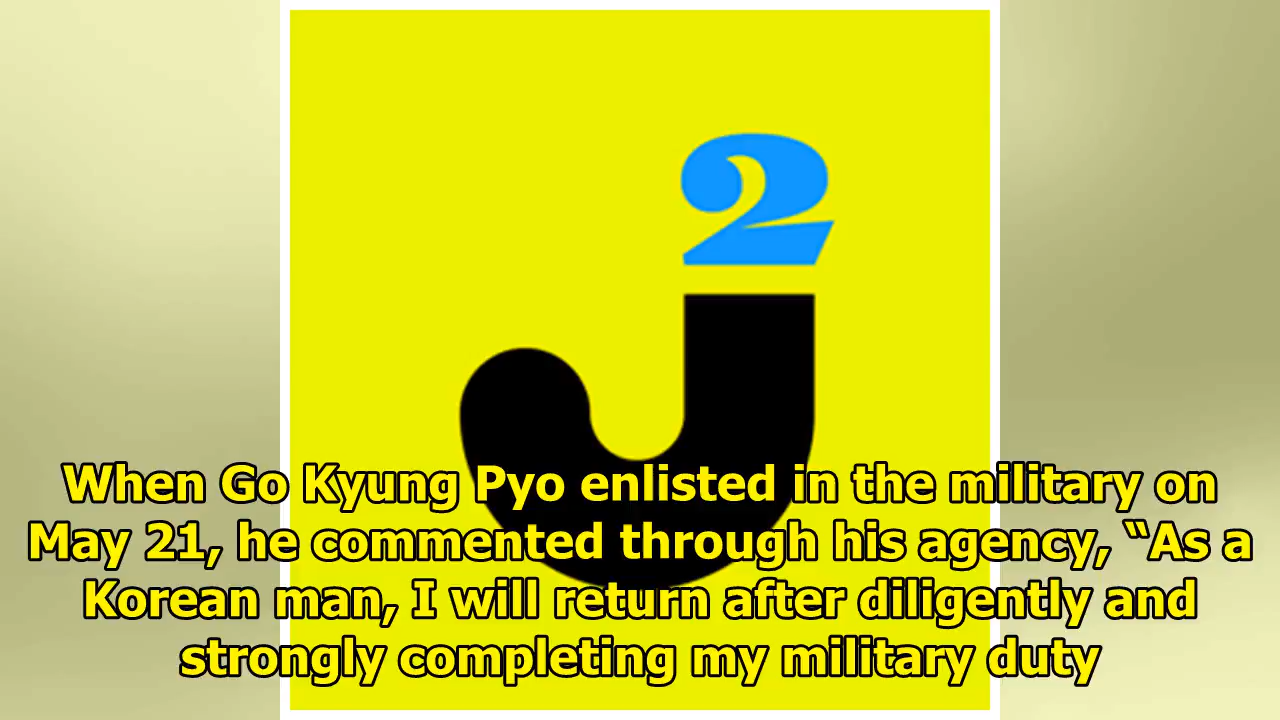 2
J
When Go Kyung Pyo enlisted in the military on
May 21, he commented through his agency, “As a
Korean man, I will return after diligently and
strongly completing my military duty